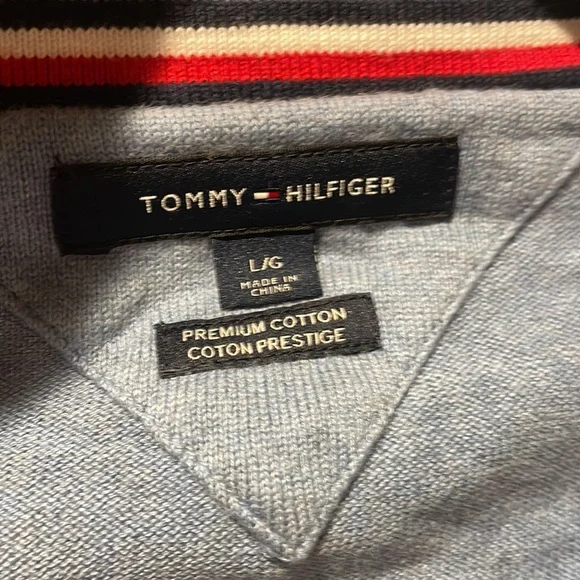 TOMMY HILFIGER
L/G
MADE IN
CHINA
PREMIUM COTTON
COTON PRESTIGE